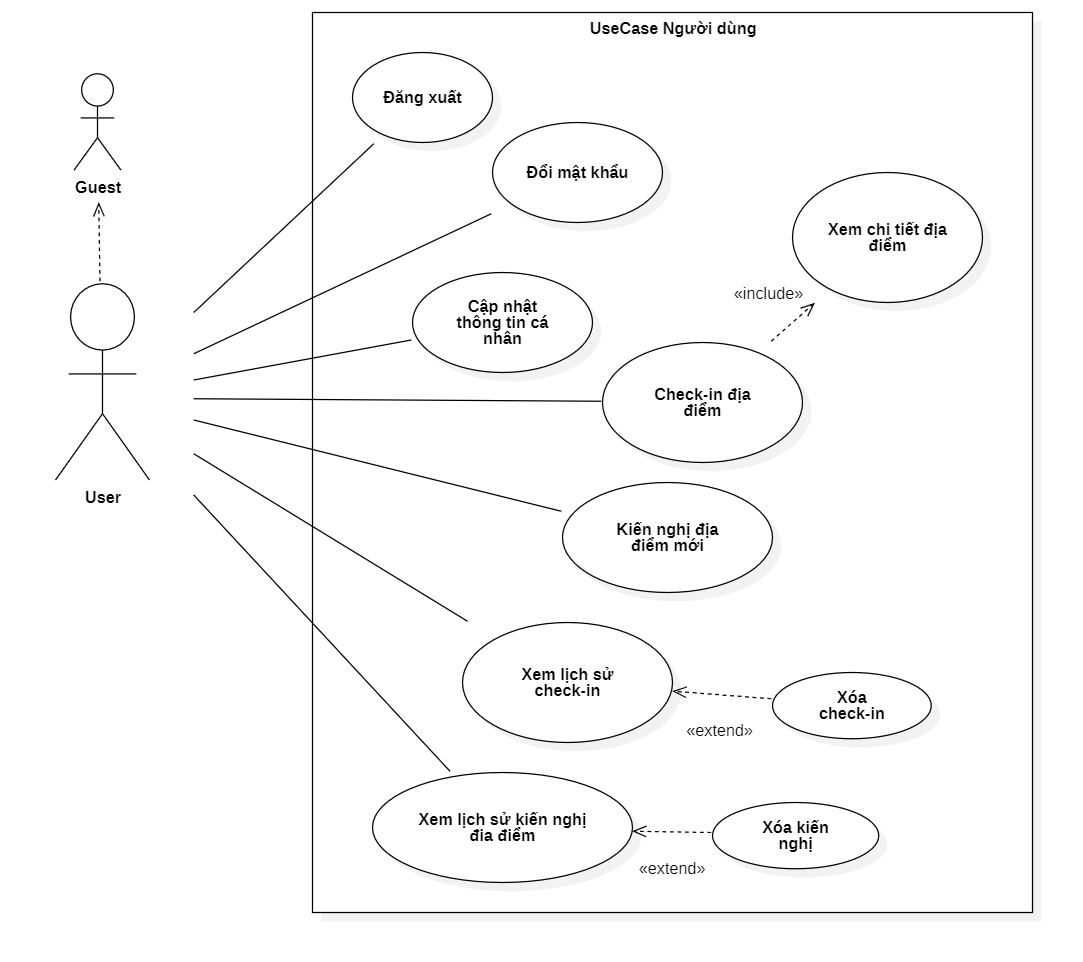 UseCase Người dùng
Đăng xuất
Đổi mật khẩu
Guest
Xem chi tiết địa
điểm
«include»
Cập nhật
thông tin cá
nhân
Check-in địa
điểm
User
Kiến nghị địa
điểm mới
Xem lịch sử
check-in
Xóa
check-in
«extend»
Xem lịch sử kiến nghị
đia điểm
Xóa kiến
nghị
«extend»